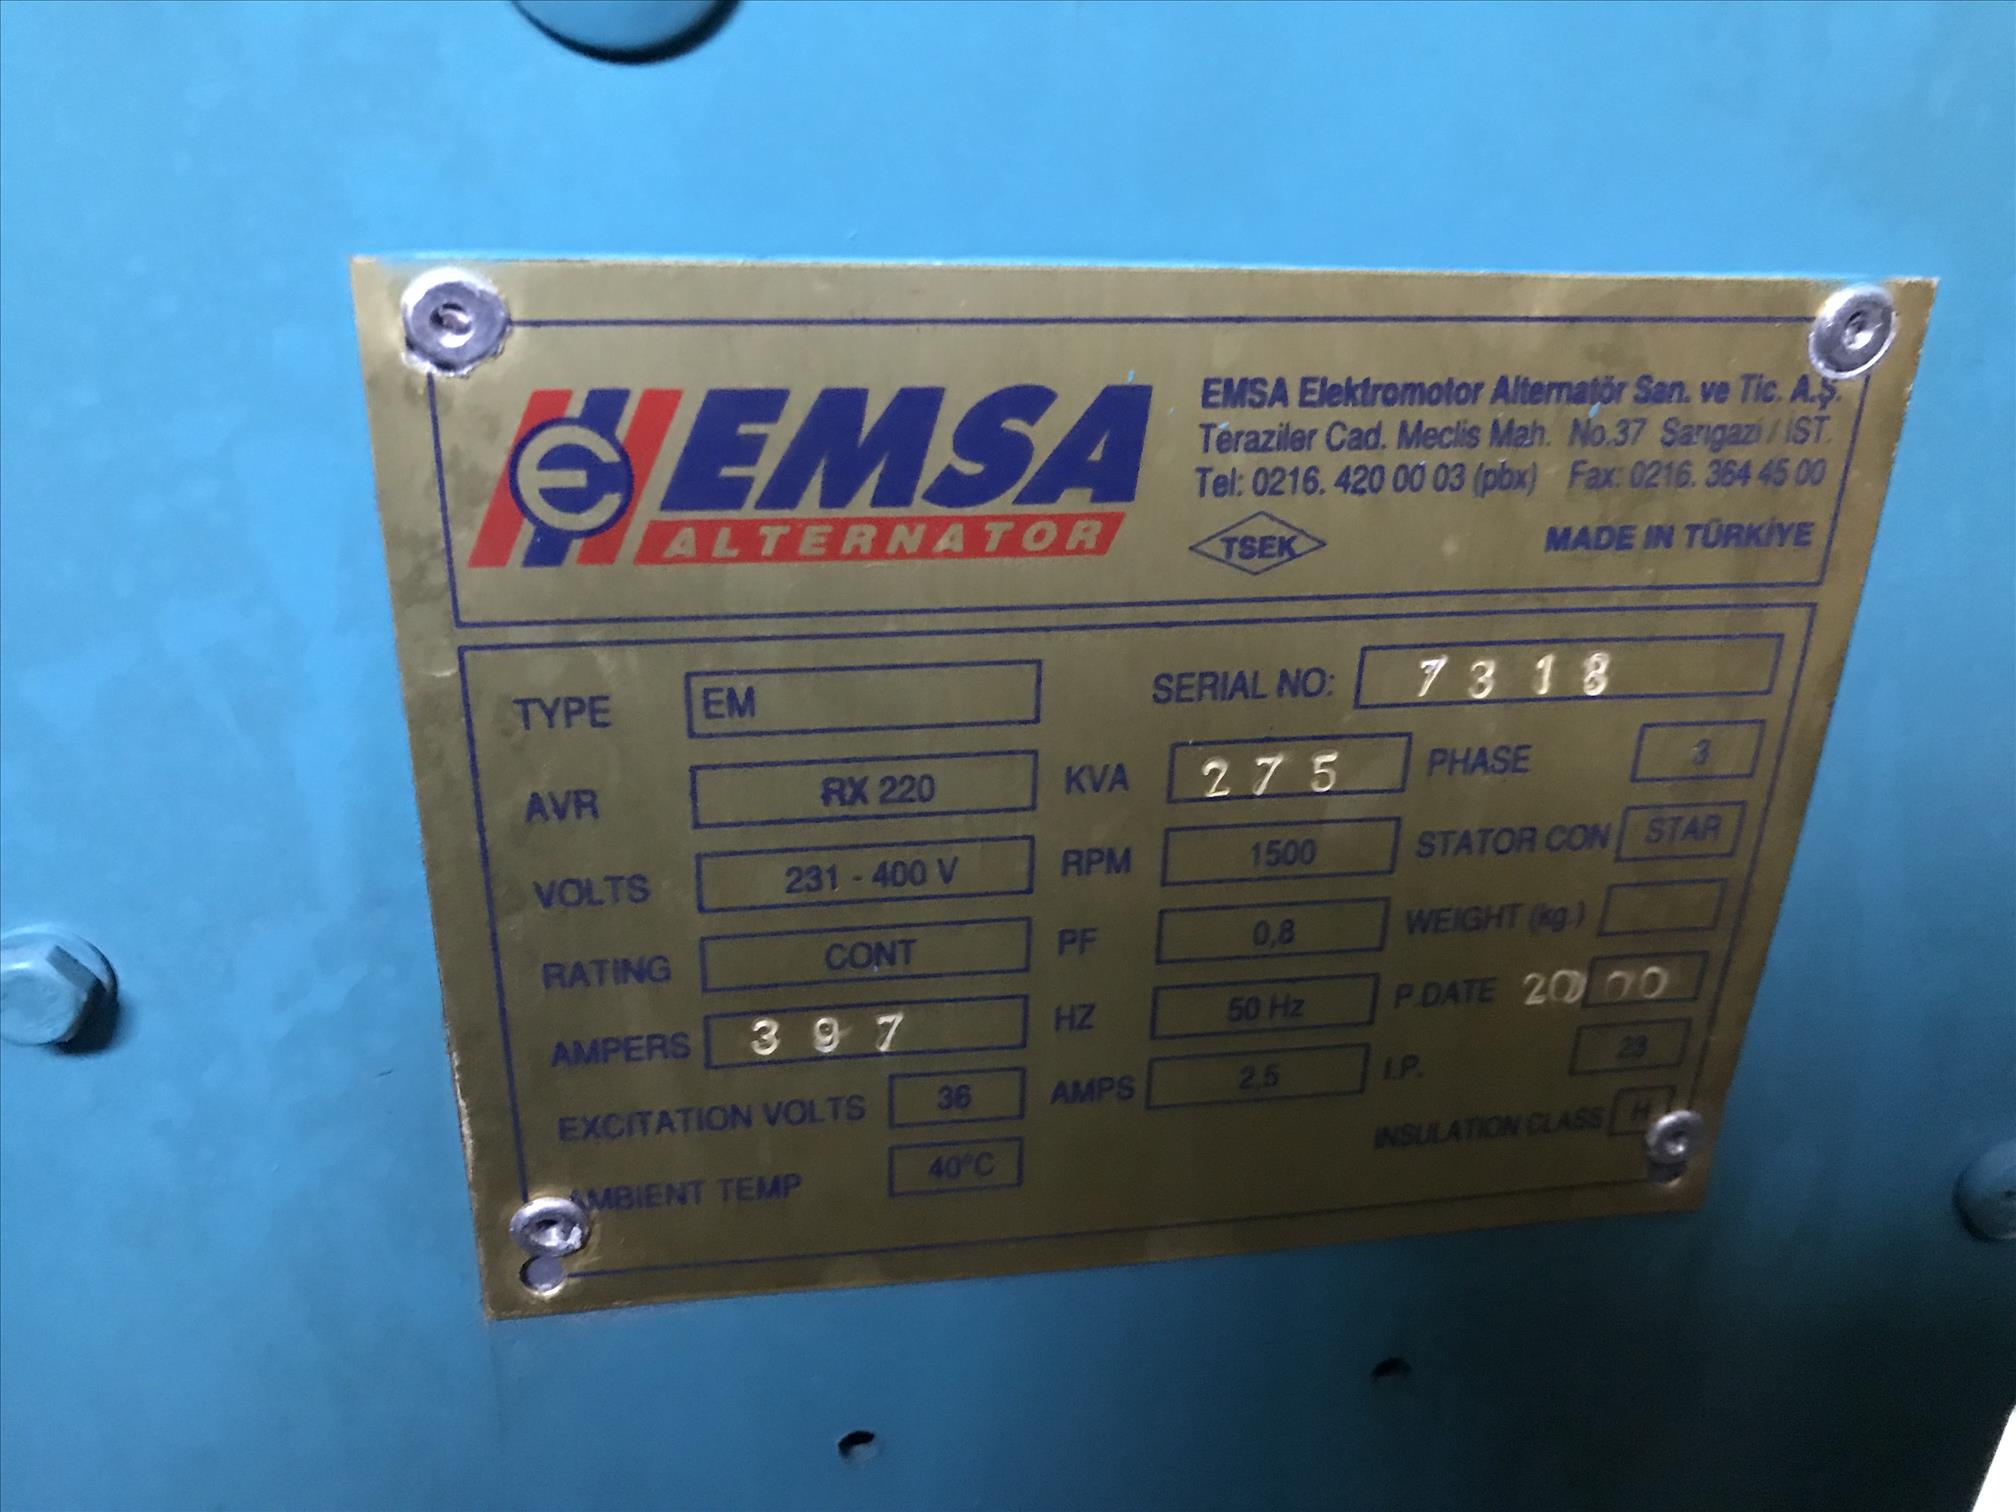 EMSA
ALTERNATOR
EMSA Elektromotor Alternatör San. ve Tic. A.Ş.
Teraziler Cad. Meclis Mah. No.37 Sarıgazi / IST.
Tel: 0216. 420 00 03 (pbx) Fax: 0216. 364 45 00
TSEK MADE IN TÜRKİYE
TYPE EM SERIAL NO: 7318
AVR RX 220 KVA 275 PHASE 3
VOLTS 231 - 400 V RPM 1500 STATOR CON STAR
RATING CONT PF 0,8 WEIGHT (kg.)
AMPERS 397 HZ 50 Hz P.DATE 20 00
EXCITATION VOLTS 36 AMPS 2,5 I.P. 23
AMBIENT TEMP 40°C INSULATION CLASS H